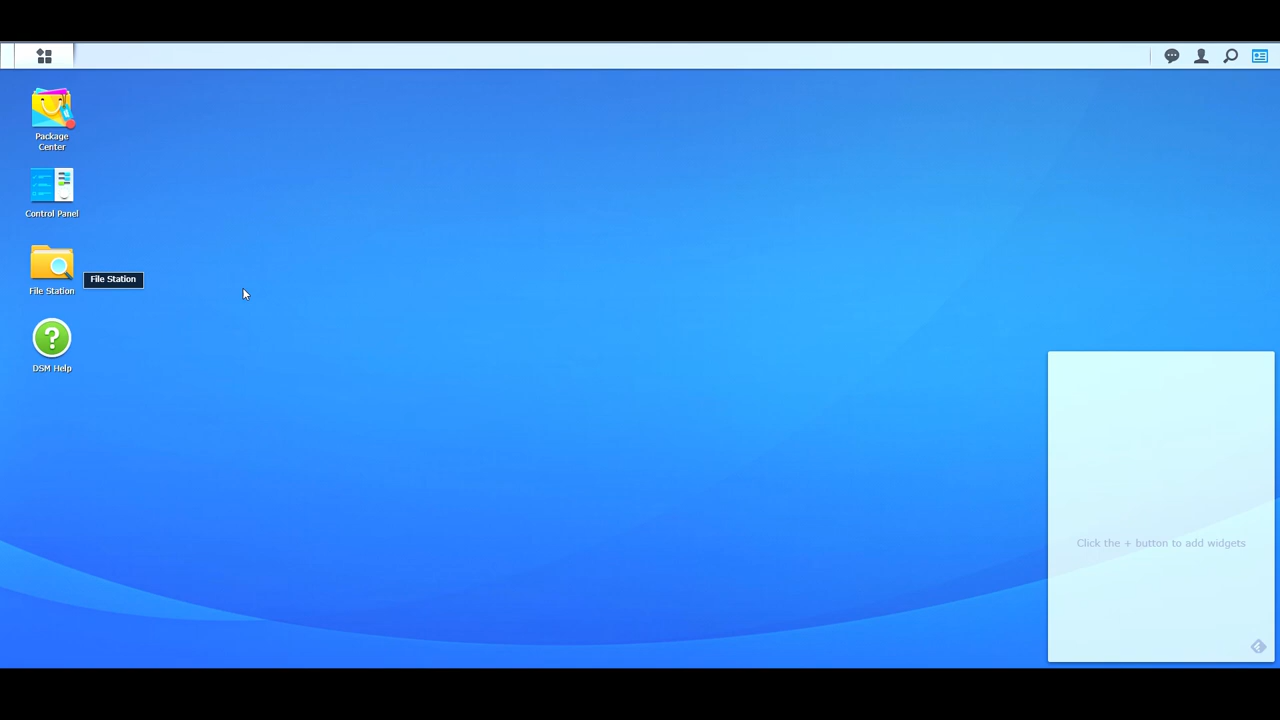 Package
Center
Control Panel
File Station
File Station
DSM Help
Click the + button to add widgets